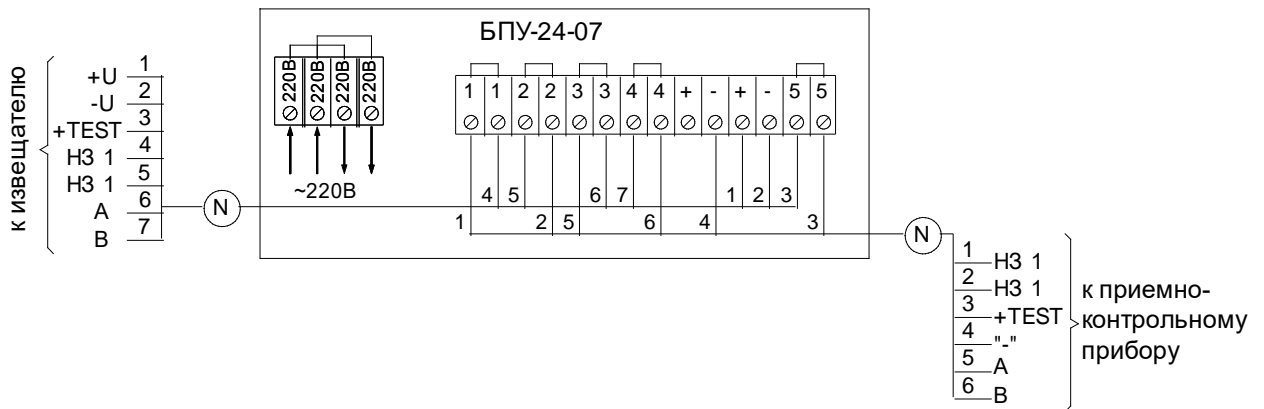 БПУ-24-07
220В 220В 220В 220В
~220В
1 1 2 2 3 3 4 4 + - + - 5 5
4 5 6 7 1 2 3
1 2 5 6 4 3
к извещателю
+U 1
-U 2
+TEST 3
НЗ 1 4
НЗ 1 5
A 6
B 7
N
N
1 НЗ 1
2 НЗ 1
3 +TEST
4 "-"
5 A
6 B
к приемно-
контрольному
прибору